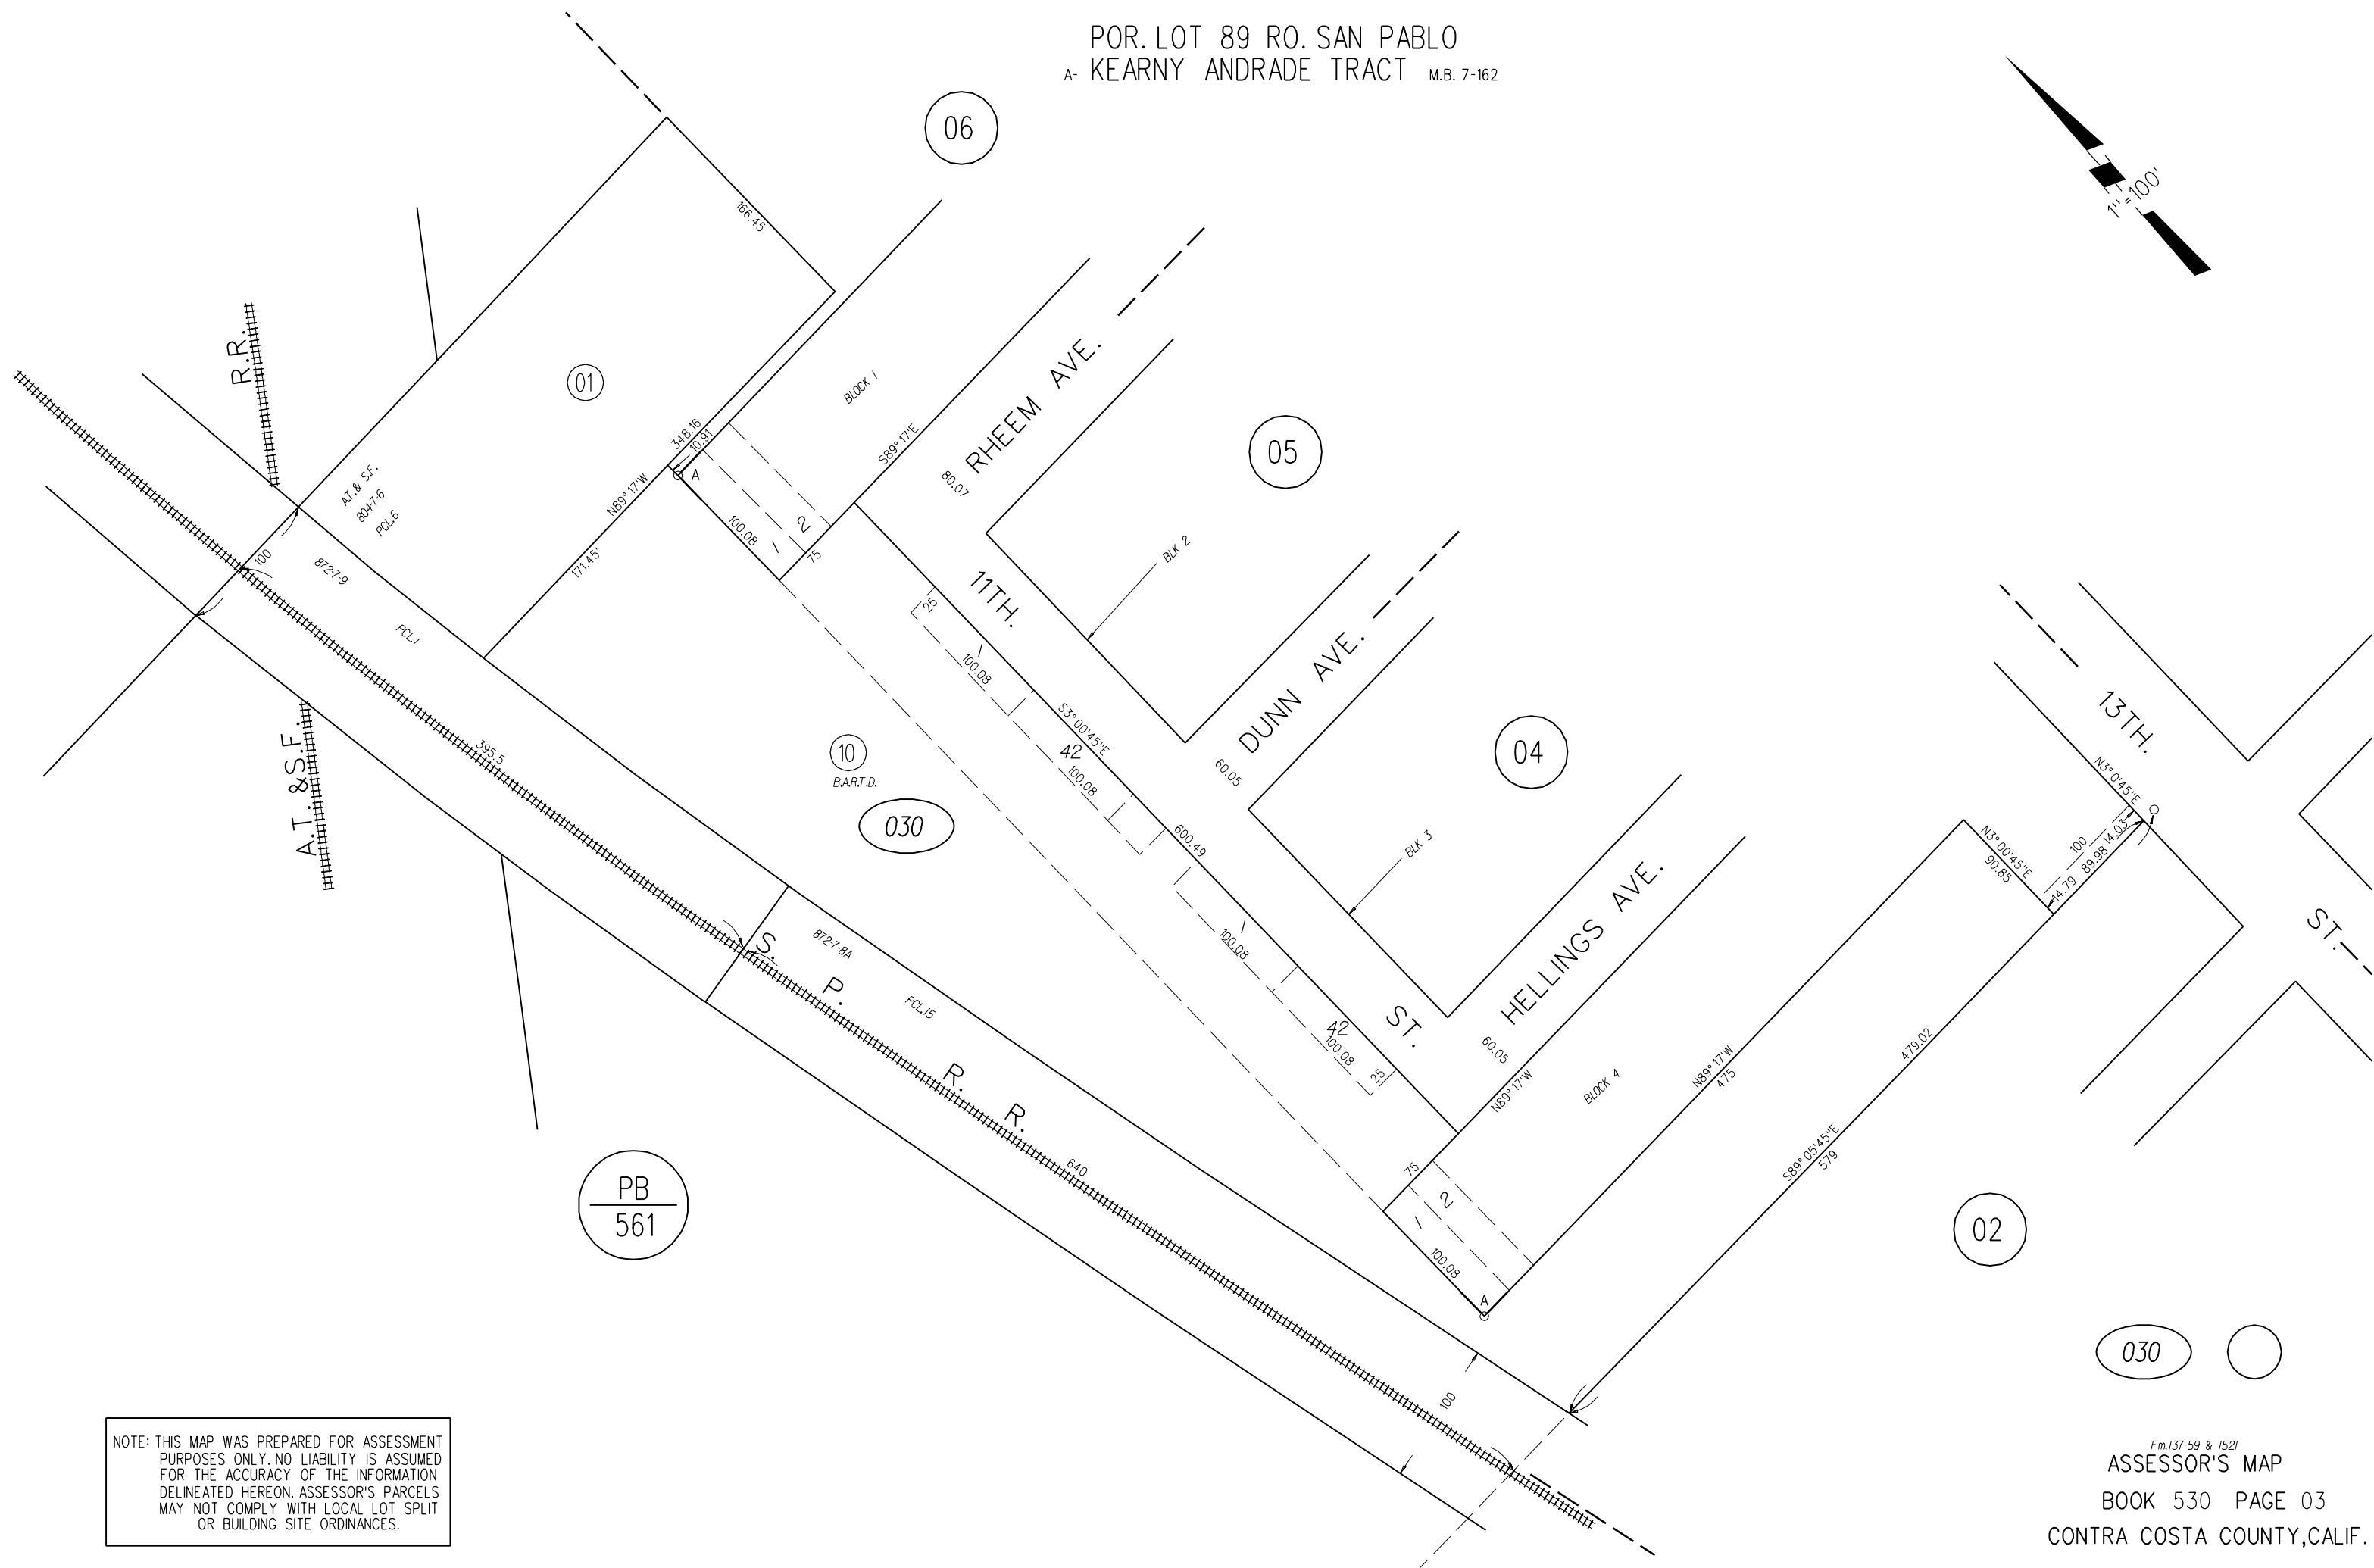 POR. LOT 89 RO. SAN PABLO
A- KEARNY ANDRADE TRACT M.B. 7-162
06
1"=100'
166.45
R.R.
01
BLOCK 1
S89°17'E
RHEEM AVE.
80.07
05
348.16
10.91
A
N89°17'W
A.T. & S.F.
804-7-6
PCL.6
100.08
1
2
75
171.45'
100
872-7-9
PCL.1
11TH.
BLK 2
25
1
100.08
S3°00'45"E
42
100.08
DUNN AVE.
60.05
04
13TH.
N3°0'45"E
A.T. & S.F.
395.5
10
B.A.R.T.D.
030
600.49
BLK 3
N3°00'45"E
90.85
100
14.79
89.98
14.03
ST.
S. P. R. R.
872-7-8A
PCL.15
1
100.08
42
100.08
25
ST.
HELLINGS AVE.
60.05
N89°17'W
BLOCK 4
N89°17'W
475
479.02
S89°05'45"E
579
PB
561
640
75
1
2
100.08
A
02
100
030
NOTE: THIS MAP WAS PREPARED FOR ASSESSMENT
PURPOSES ONLY. NO LIABILITY IS ASSUMED
FOR THE ACCURACY OF THE INFORMATION
DELINEATED HEREON. ASSESSOR'S PARCELS
MAY NOT COMPLY WITH LOCAL LOT SPLIT
OR BUILDING SITE ORDINANCES.
Fm.137-59 & 1521
ASSESSOR'S MAP
BOOK 530 PAGE 03
CONTRA COSTA COUNTY, CALIF.